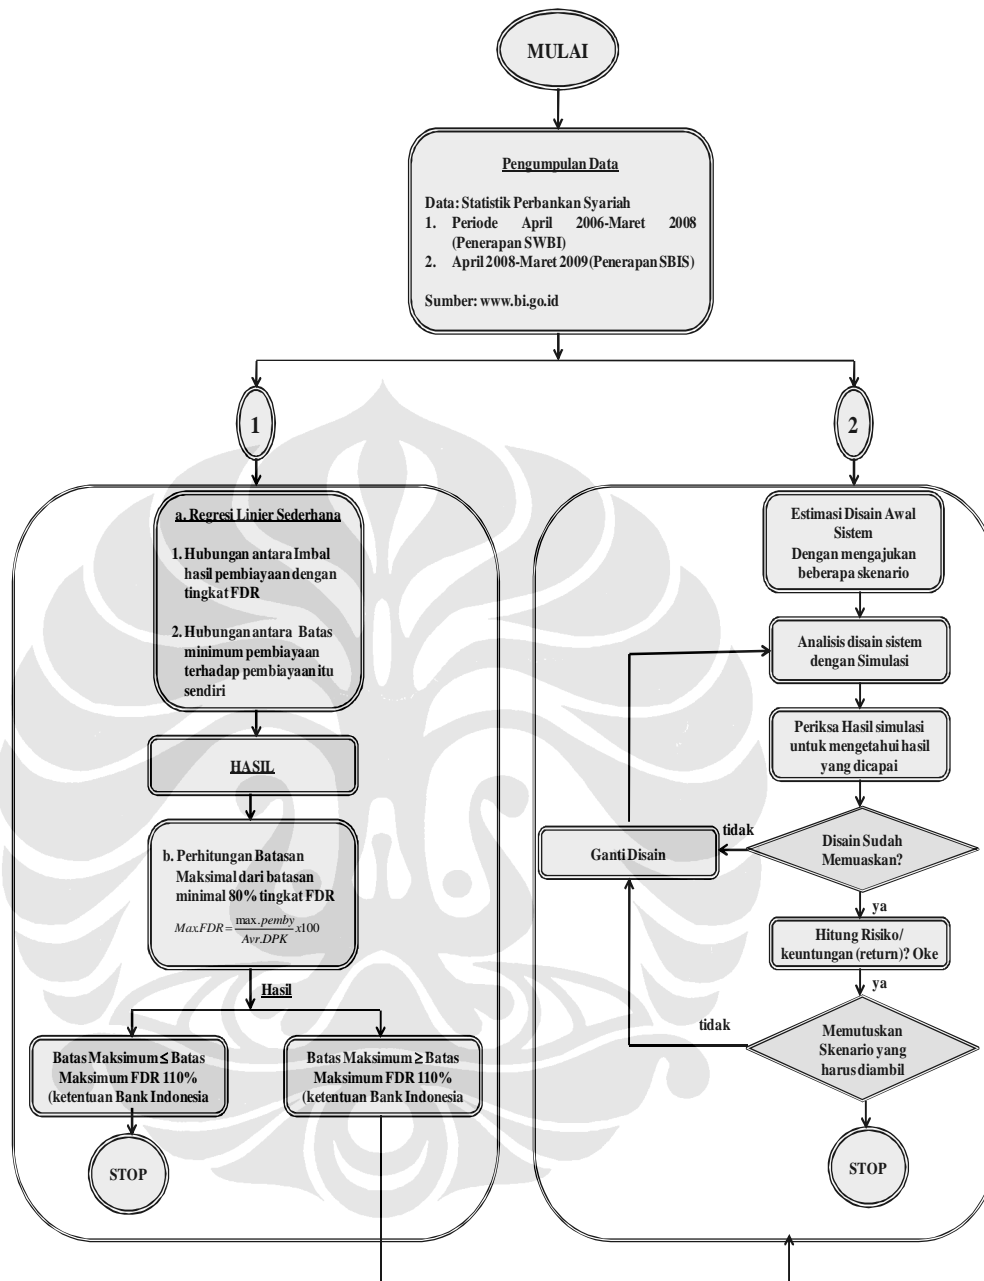 MULAI
Pengumpulan Data
Data: Statistik Perbankan Syariah
1. Periode April 2006-Maret 2008
(Penerapan SWBI)
2. April 2008-Maret 2009 (Penerapan SBIS)
Sumber: www.bi.go.id
1
a. Regresi Linier Sederhana
1. Hubungan antara Imbal
hasil pembiayaan dengan
tingkat FDR
2. Hubungan antara Batas
minimum pembiayaan
terhadap pembiayaan itu
sendiri
HASIL
b. Perhitungan Batasan
Maksimal dari batasan
minimal 80% tingkat FDR
MaxFDR = max.pemby / Avr.DPK x100
Hasil
Batas Maksimum ≤ Batas
Maksimum FDR 110%
(ketentuan Bank Indonesia
Batas Maksimum ≥ Batas
Maksimum FDR 110%
(ketentuan Bank Indonesia
STOP
2
Estimasi Disain Awal
Sistem
Dengan mengajukan
beberapa skenario
Analisis disain sistem
dengan Simulasi
Periksa Hasil simulasi
untuk mengetahui hasil
yang dicapai
Disain Sudah
Memuaskan?
tidak
Ganti Disain
ya
Hitung Risiko/
keuntungan (return)? Oke
ya
Memutuskan
Skenario yang
harus diambil
tidak
STOP